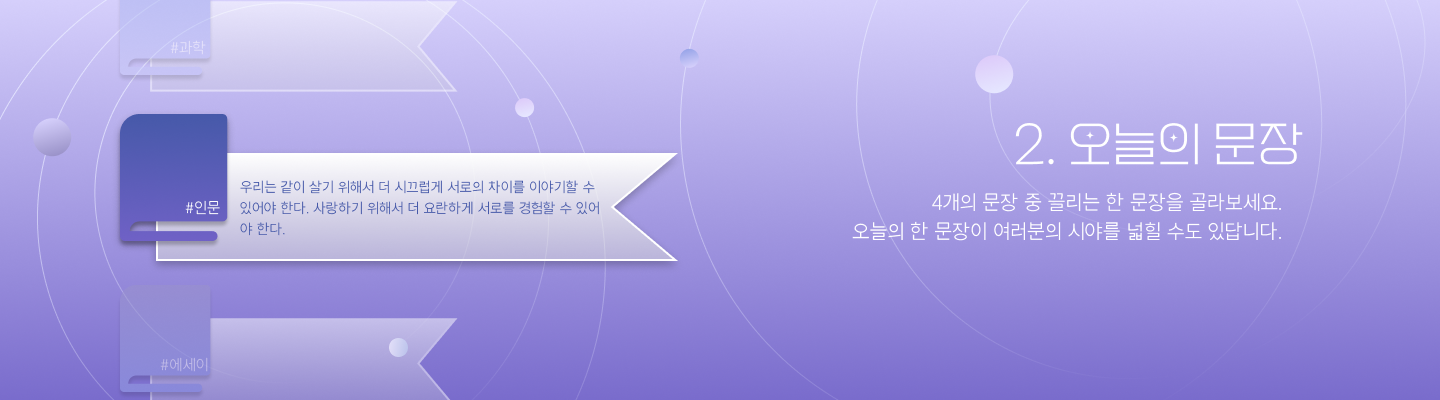 #과학
#인문
우리는 같이 살기 위해서 더 시끄럽게 서로의 차이를 이야기할 수
있어야 한다. 사랑하기 위해서 더 요란하게 서로를 경험할 수 있어
야 한다.
#에세이
2. 오늘의 문장
4개의 문장 중 끌리는 한 문장을 골라보세요.
오늘의 한 문장이 여러분의 시야를 넓힐 수도 있답니다.